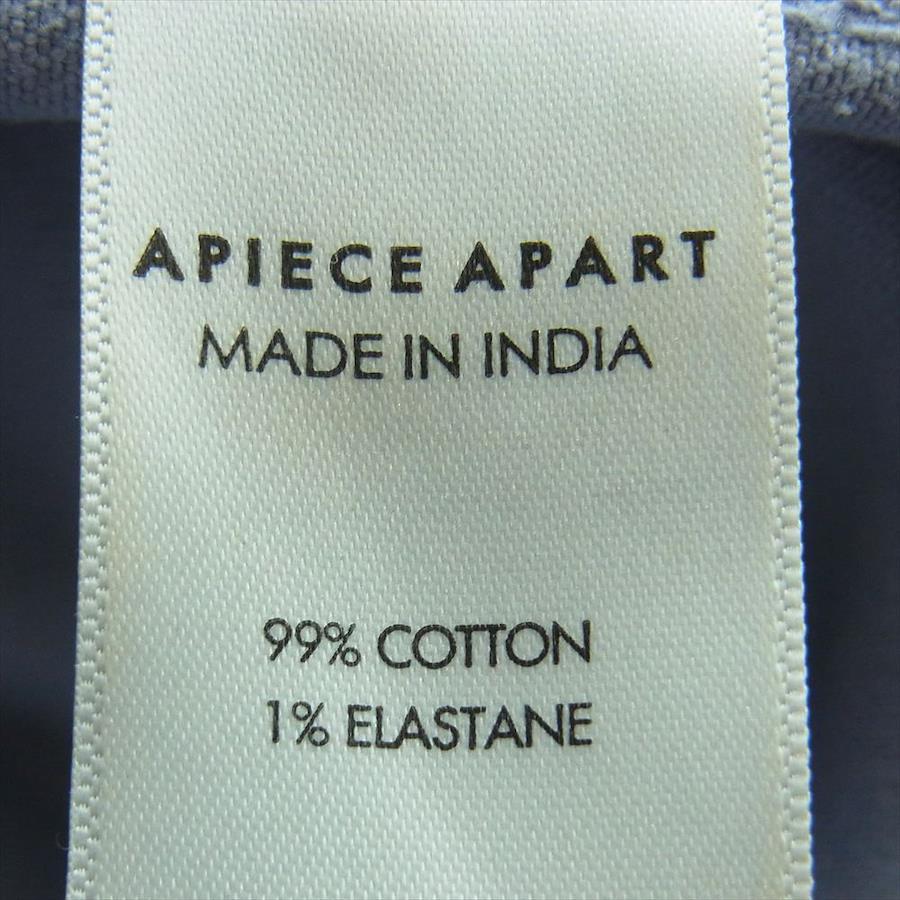 APIECE APART
MADE IN INDIA
99% COTTON
1% ELASTANE